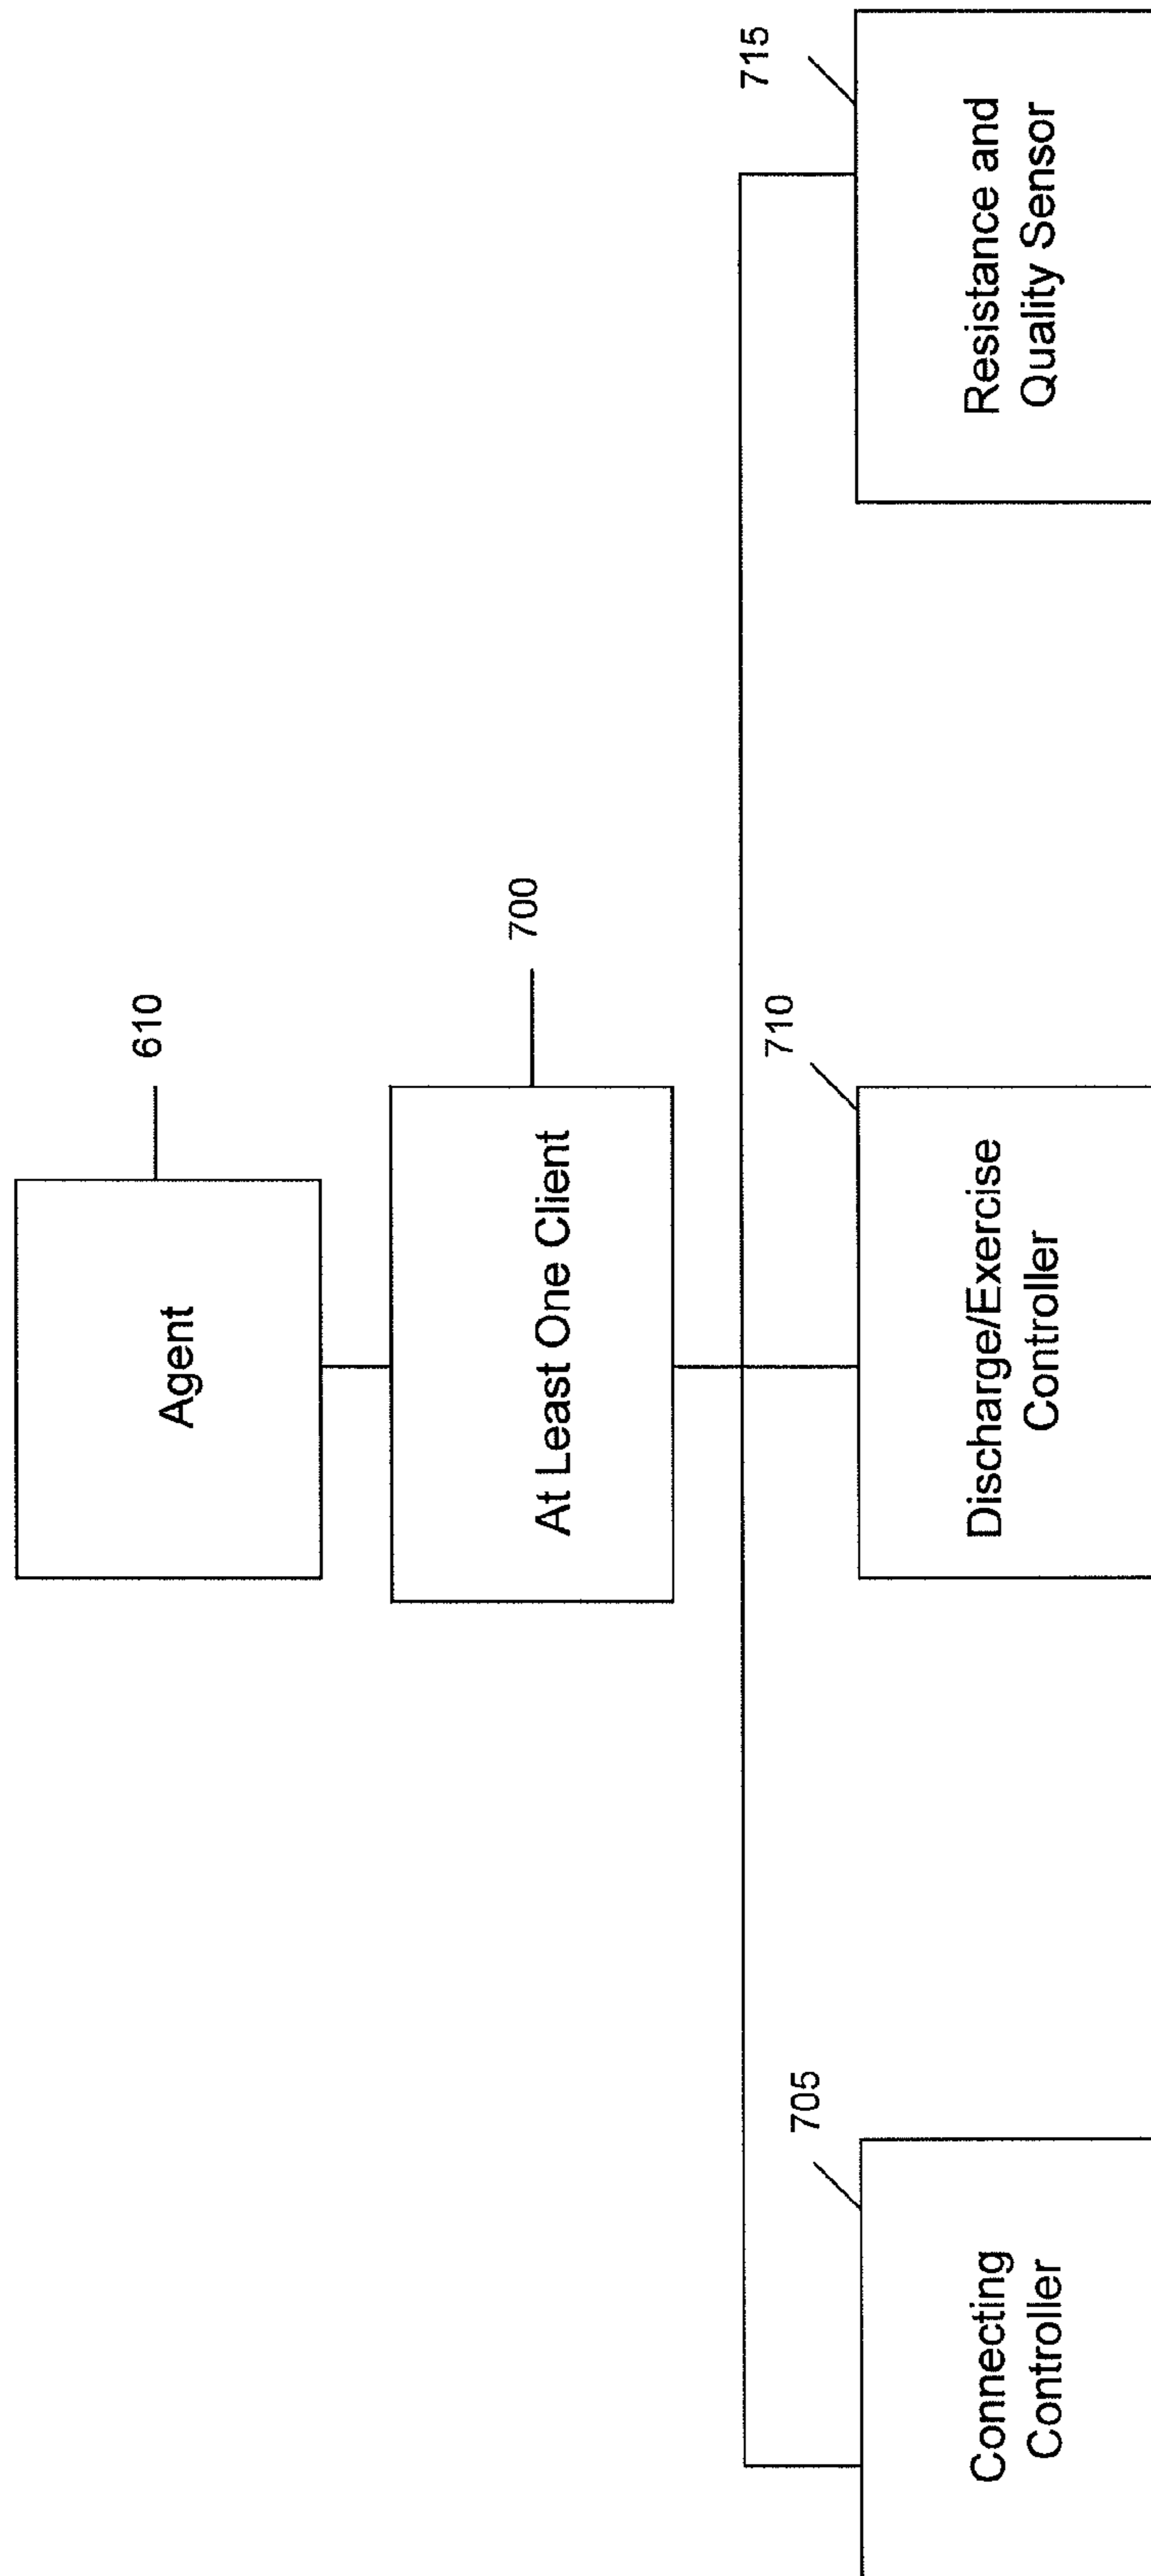 Agent
610
At Least One Client
700
Connecting
Controller
705
Discharge/Exercise
Controller
710
Resistance and
Quality Sensor
715